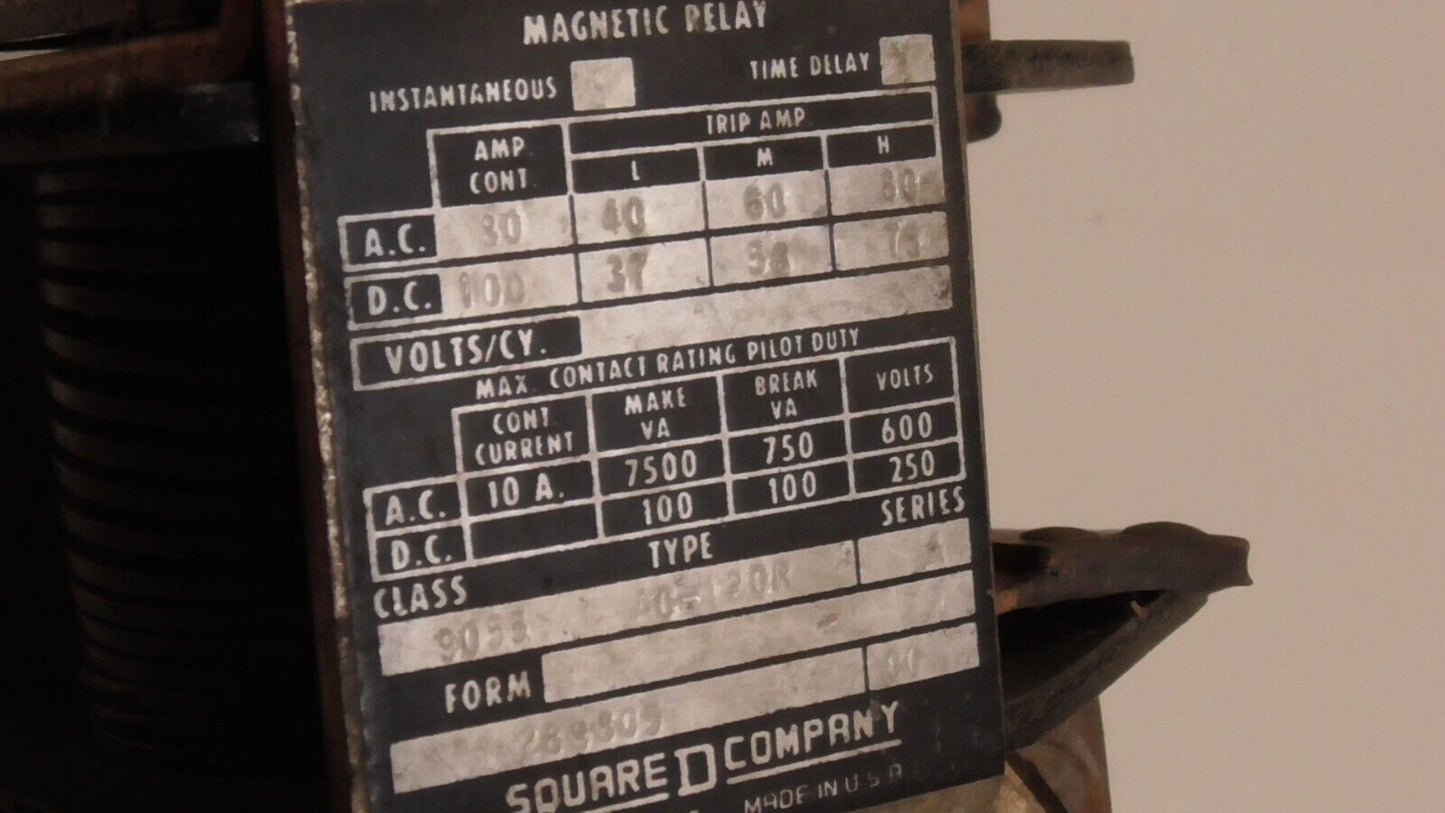 MAGNETIC RELAY
INSTANTANEOUS TIME DELAY
TRIP AMP.
AMP. CONT. L M H
A.C. 80 40 60 80
D.C. 100 37 58
VOLTS/CY.
MAX. CONTACT RATING PILOT DUTY
CONT. CURRENT MAKE VA BREAK VA VOLTS
A.C. 10 A. 7500 750 600
D.C. 100 100 250
CLASS TYPE SERIES
FORM
SQUARE D COMPANY
MADE IN U S A